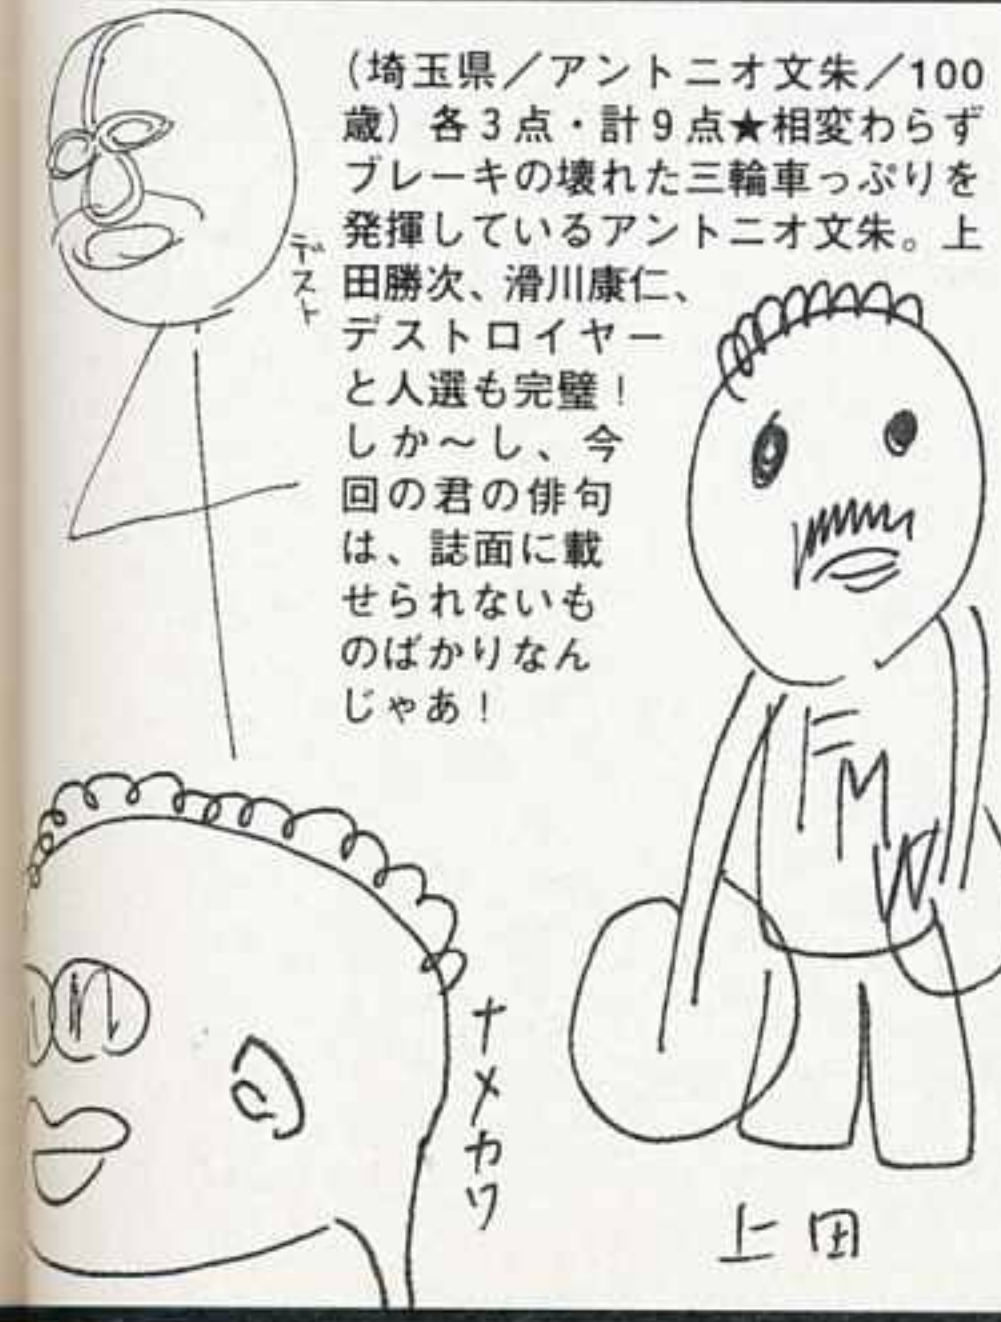 (埼玉県／アントニオ文朱／100
歳）各3点・計9点★相変わらず
ブレーキの壊れた三輪車っぷりを
発揮しているアントニオ文朱。上
田勝次、滑川康仁、
デストロイヤー
と人選も完璧！
しか～し、今
回の君の俳句
は、誌面に載
せられないも
のばかりなん
じゃあ！
デスト
FMW
ナメカワ
上田